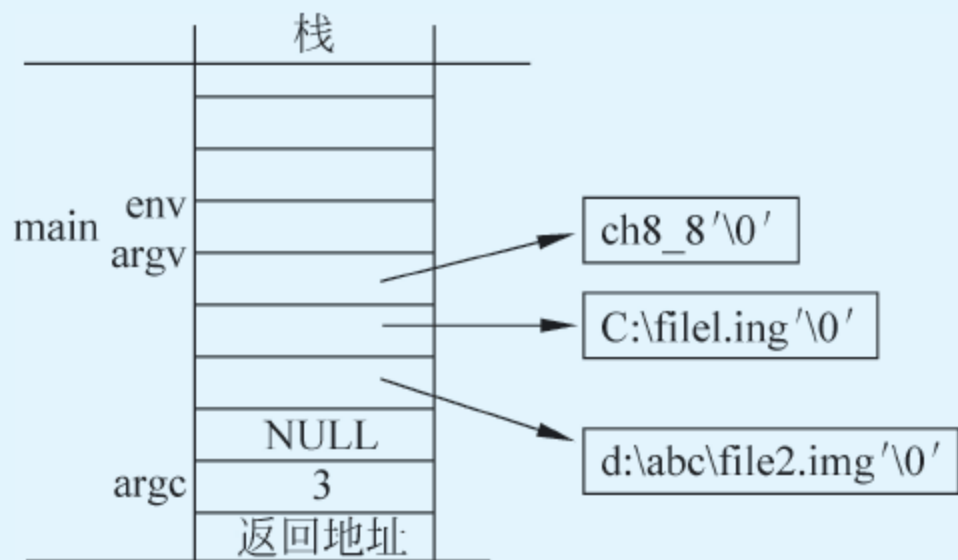 栈
env
main
argv
ch8_8'\0'
C:\filel.ing'\0'
NULL
d:\abc\file2.img'\0'
argc
3
返回地址